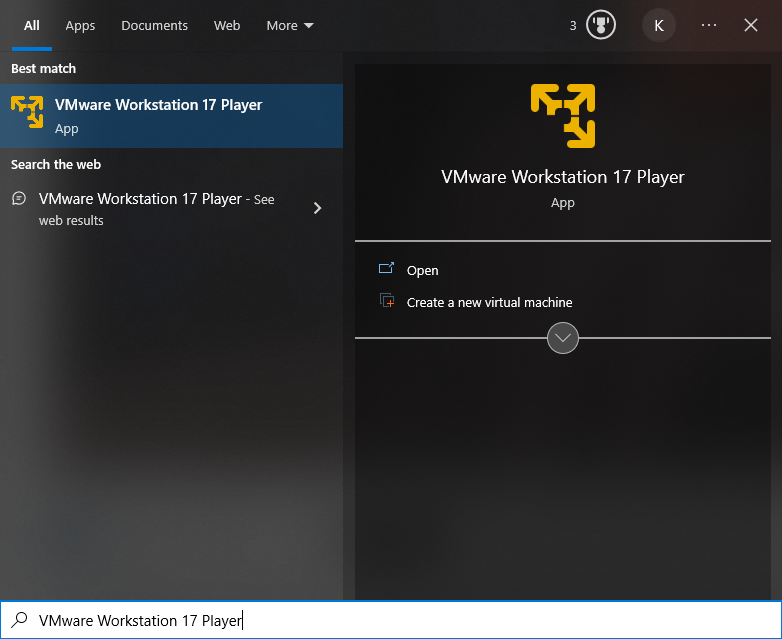 All Apps Documents Web More 3 K ...
Best match
VMware Workstation 17 Player
App
Search the web
VMware Workstation 17 Player - See
web results
VMware Workstation 17 Player
App
Open
Create a new virtual machine
VMware Workstation 17 Player